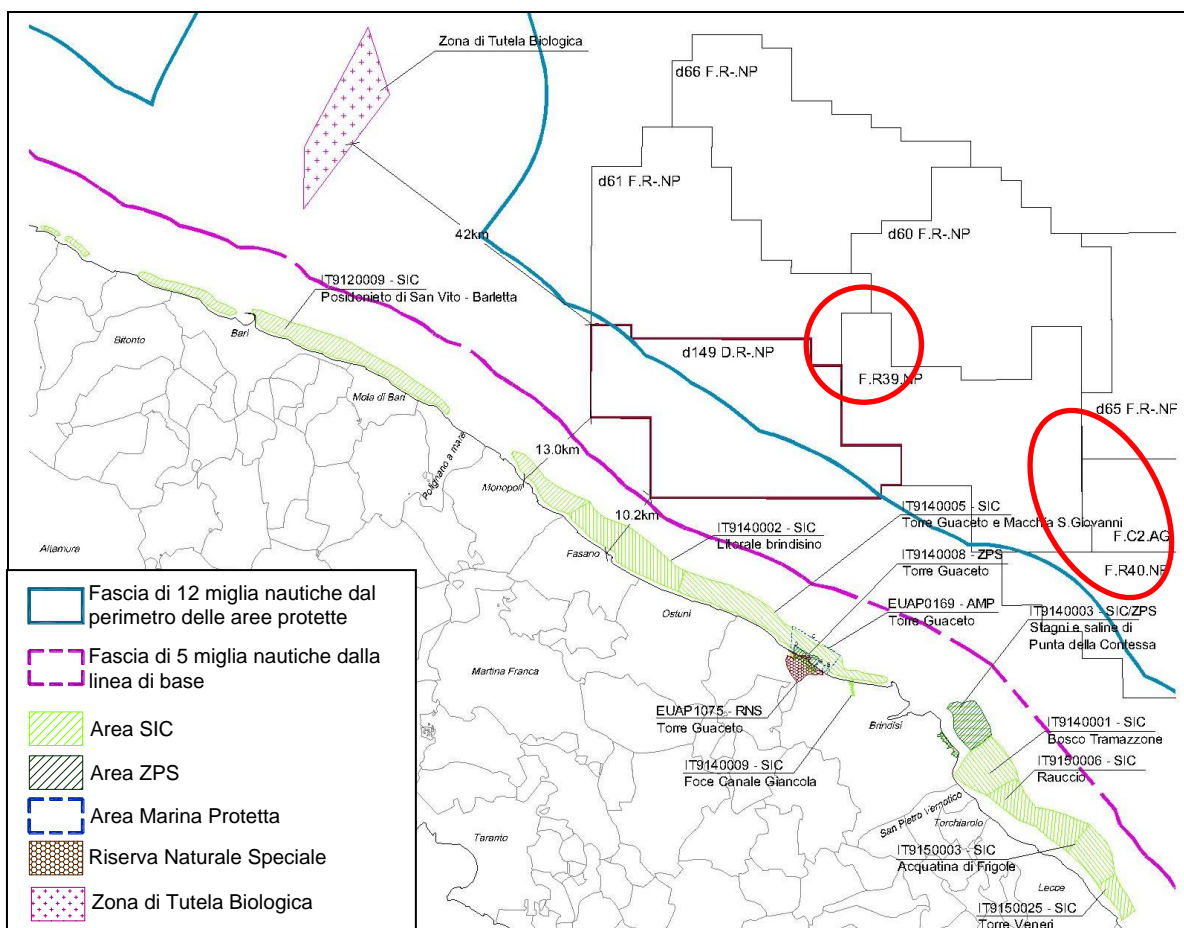 Zona di Tutela Biologica
d66 F.R-.NP
d61 F.R-.NP
d60 F.R-.NP
42km
IT9120009 - SIC
Posidonieto di San Vito - Barletta
Bitonto
Bari
d149 D.R-.NP
F.R39.NP
Mola di Bari
d65 F.R-.NP
Polignano a mare
13.0km
Monopoli
IT9140005 - SIC
Torre Guaceto e Macchia S.Giovanni
10.2km
IT9140002 - SIC
Litorale brindisino
F.C2.AG
Altamura
Fasano
IT9140008 - ZPS
Torre Guaceto
F.R40.NP
EUAP0169 - AMP
Torre Guaceto
Ostuni
IT9140003 - SIC/ZPS
Stagni e saline di
Punta della Contessa
Martina Franca
EUAP1075 - RNS
Torre Guaceto
Brindisi
IT9140001 - SIC
Bosco Tramazzone
IT9140009 - SIC
Foce Canale Giancola
IT9150006 - SIC
Rauccio
San Pietro Vernotico
Torchiarolo
Taranto
IT9150003 - SIC
Acquatina di Frigole
Lecce
IT9150025 - SIC
Torre Veneri
Fascia di 12 miglia nautiche dal
perimetro delle aree protette
Fascia di 5 miglia nautiche dalla
linea di base
Area SIC
Area ZPS
Area Marina Protetta
Riserva Naturale Speciale
Zona di Tutela Biologica